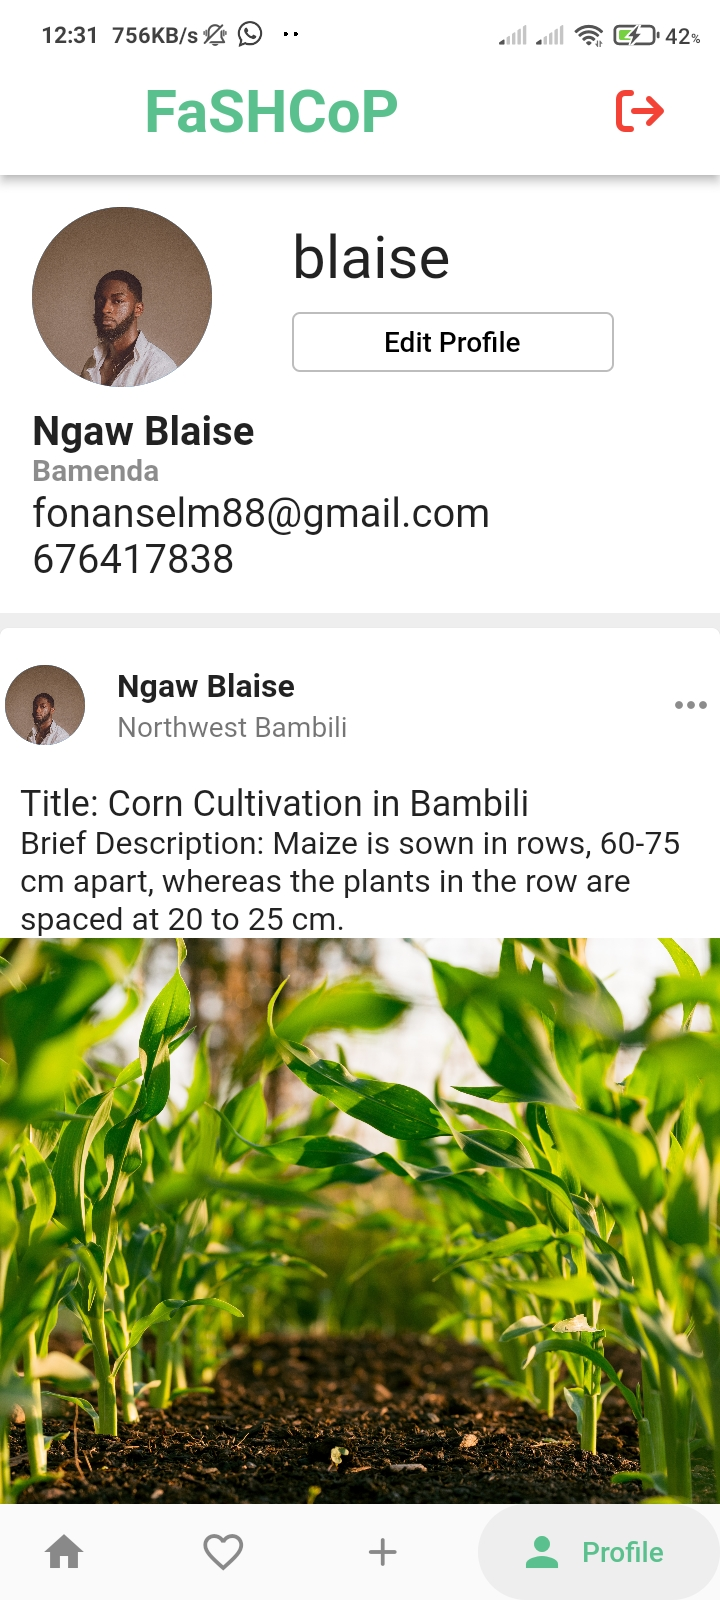 12:31 756KB/s 42%
FaSHCoP
blaise
Edit Profile
Ngaw Blaise
Bamenda
fonanselm88@gmail.com
676417838
Ngaw Blaise
Northwest Bambili
Title: Corn Cultivation in Bambili
Brief Description: Maize is sown in rows, 60-75
cm apart, whereas the plants in the row are
spaced at 20 to 25 cm.
Profile